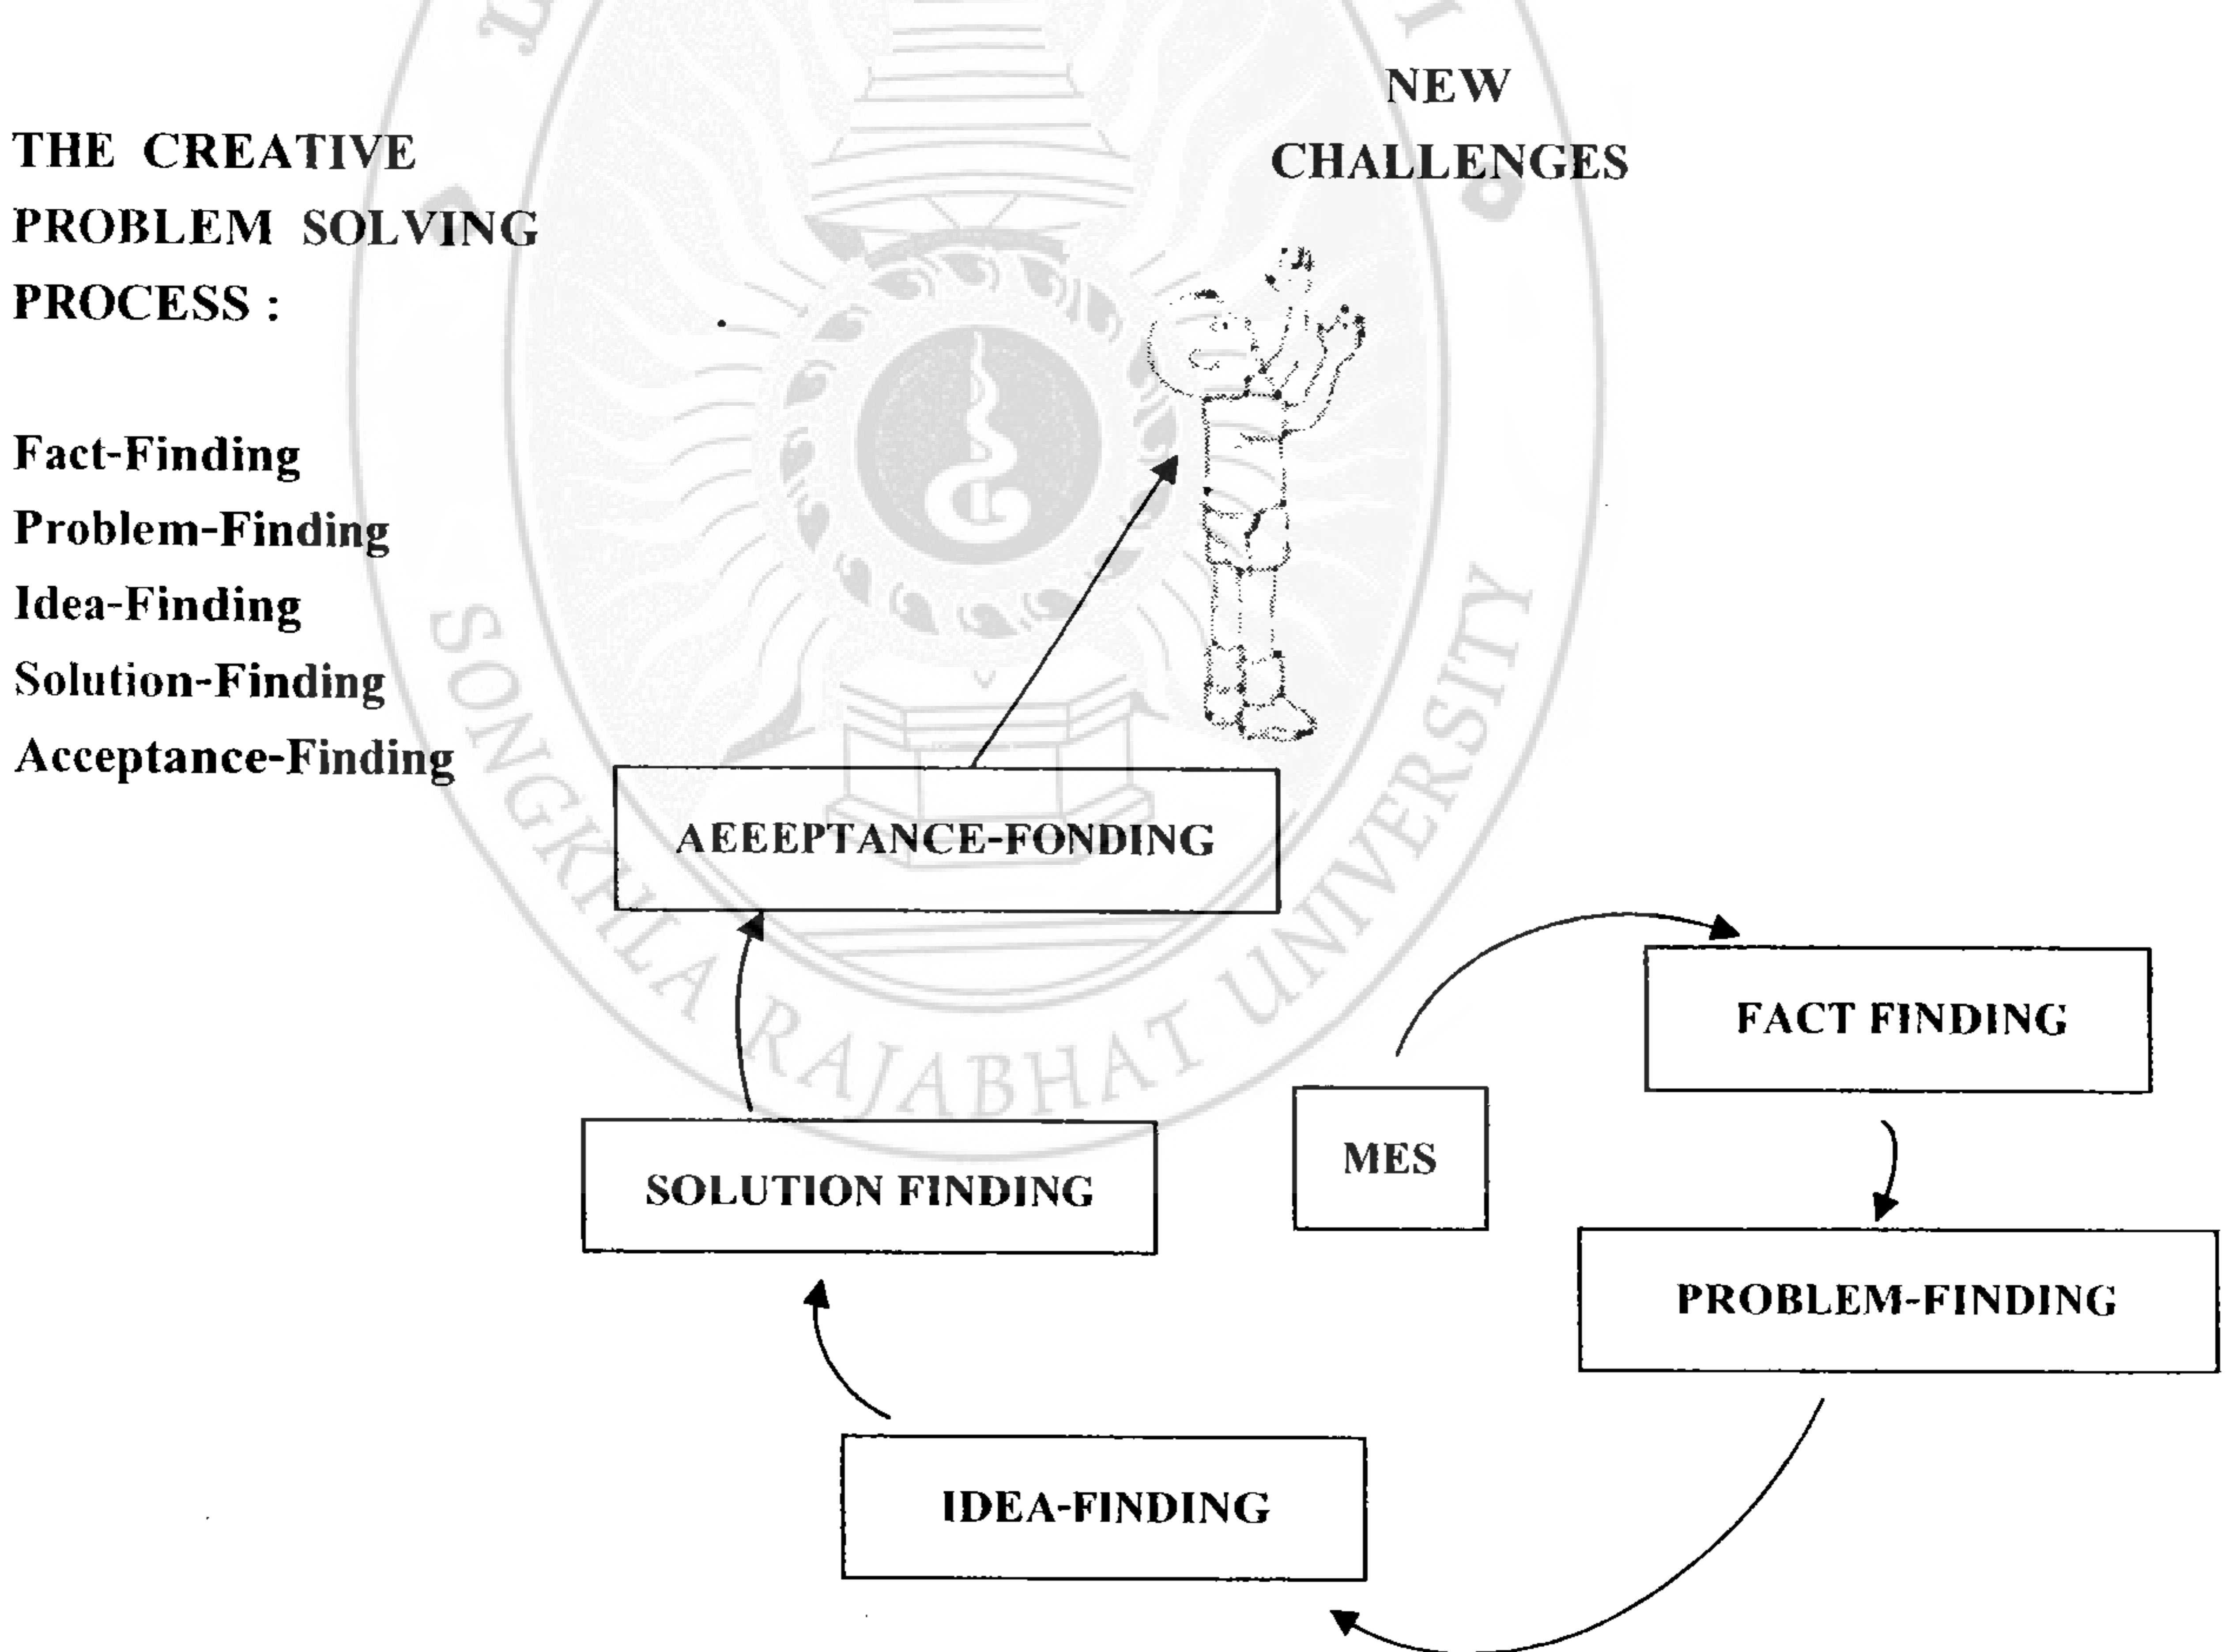 THE CREATIVE
PROBLEM SOLVING
PROCESS :
Fact-Finding
Problem-Finding
Idea-Finding
Solution-Finding
Acceptance-Finding
NEW
CHALLENGES
AEEEPTANCE-FONDING
FACT FINDING
MES
SOLUTION FINDING
PROBLEM-FINDING
IDEA-FINDING
SONGKHLA RAJABHAT UNIVERSITY